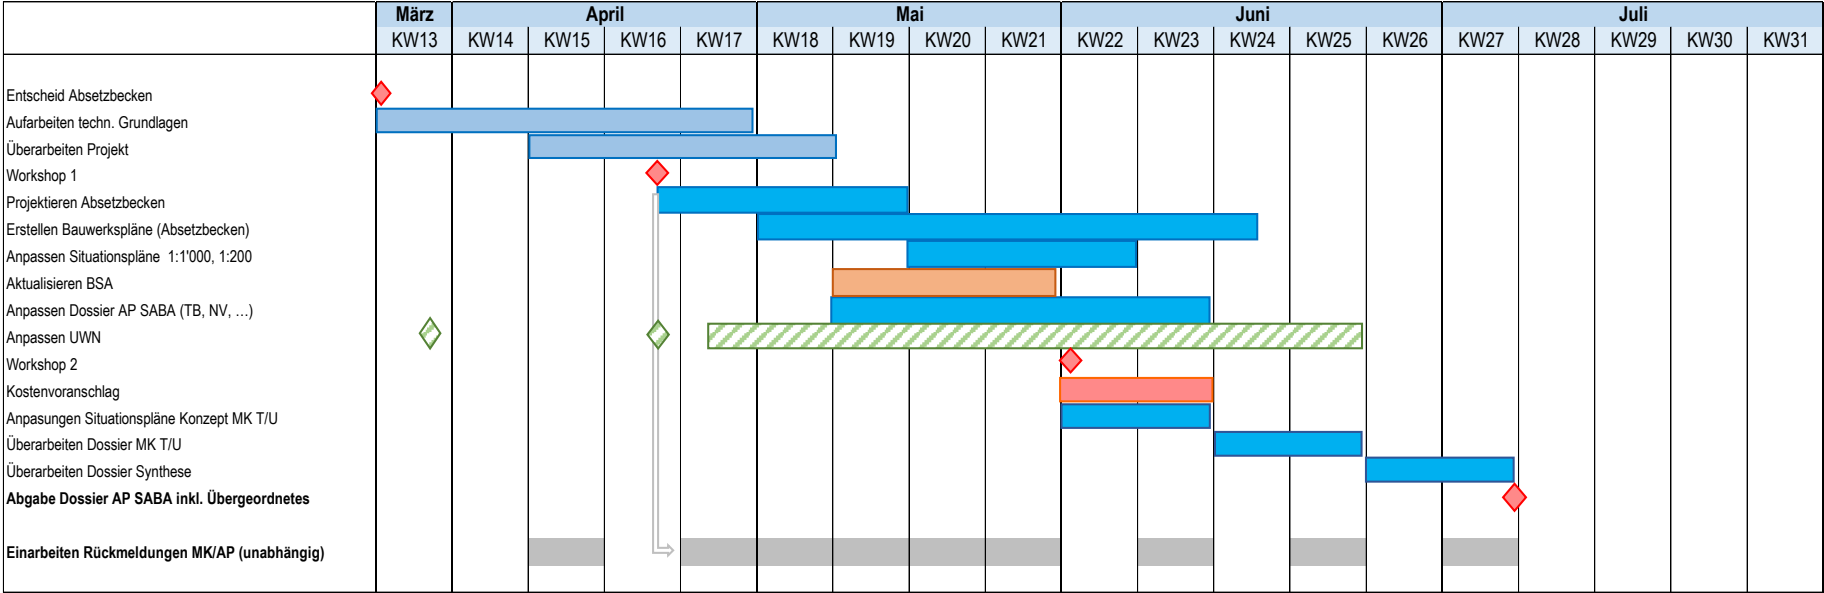 März April Mai Juni Juli
KW13 KW14 KW15 KW16 KW17 KW18 KW19 KW20 KW21 KW22 KW23 KW24 KW25 KW26 KW27 KW28 KW29 KW30 KW31
Entscheid Absetzbecken
Aufarbeiten techn. Grundlagen
Überarbeiten Projekt
Workshop 1
Projektieren Absetzbecken
Erstellen Bauwerkspläne (Absetzbecken)
Anpassen Situationspläne 1:1'000, 1:200
Aktualisieren BSA
Anpassen Dossier AP SABA (TB, NV, …)
Anpassen UWN
Workshop 2
Kostenvoranschlag
Anpasungen Situationspläne Konzept MK T/U
Überarbeiten Dossier MK T/U
Überarbeiten Dossier Synthese
Abgabe Dossier AP SABA inkl. Übergeordnetes
Einarbeiten Rückmeldungen MK/AP (unabhängig)